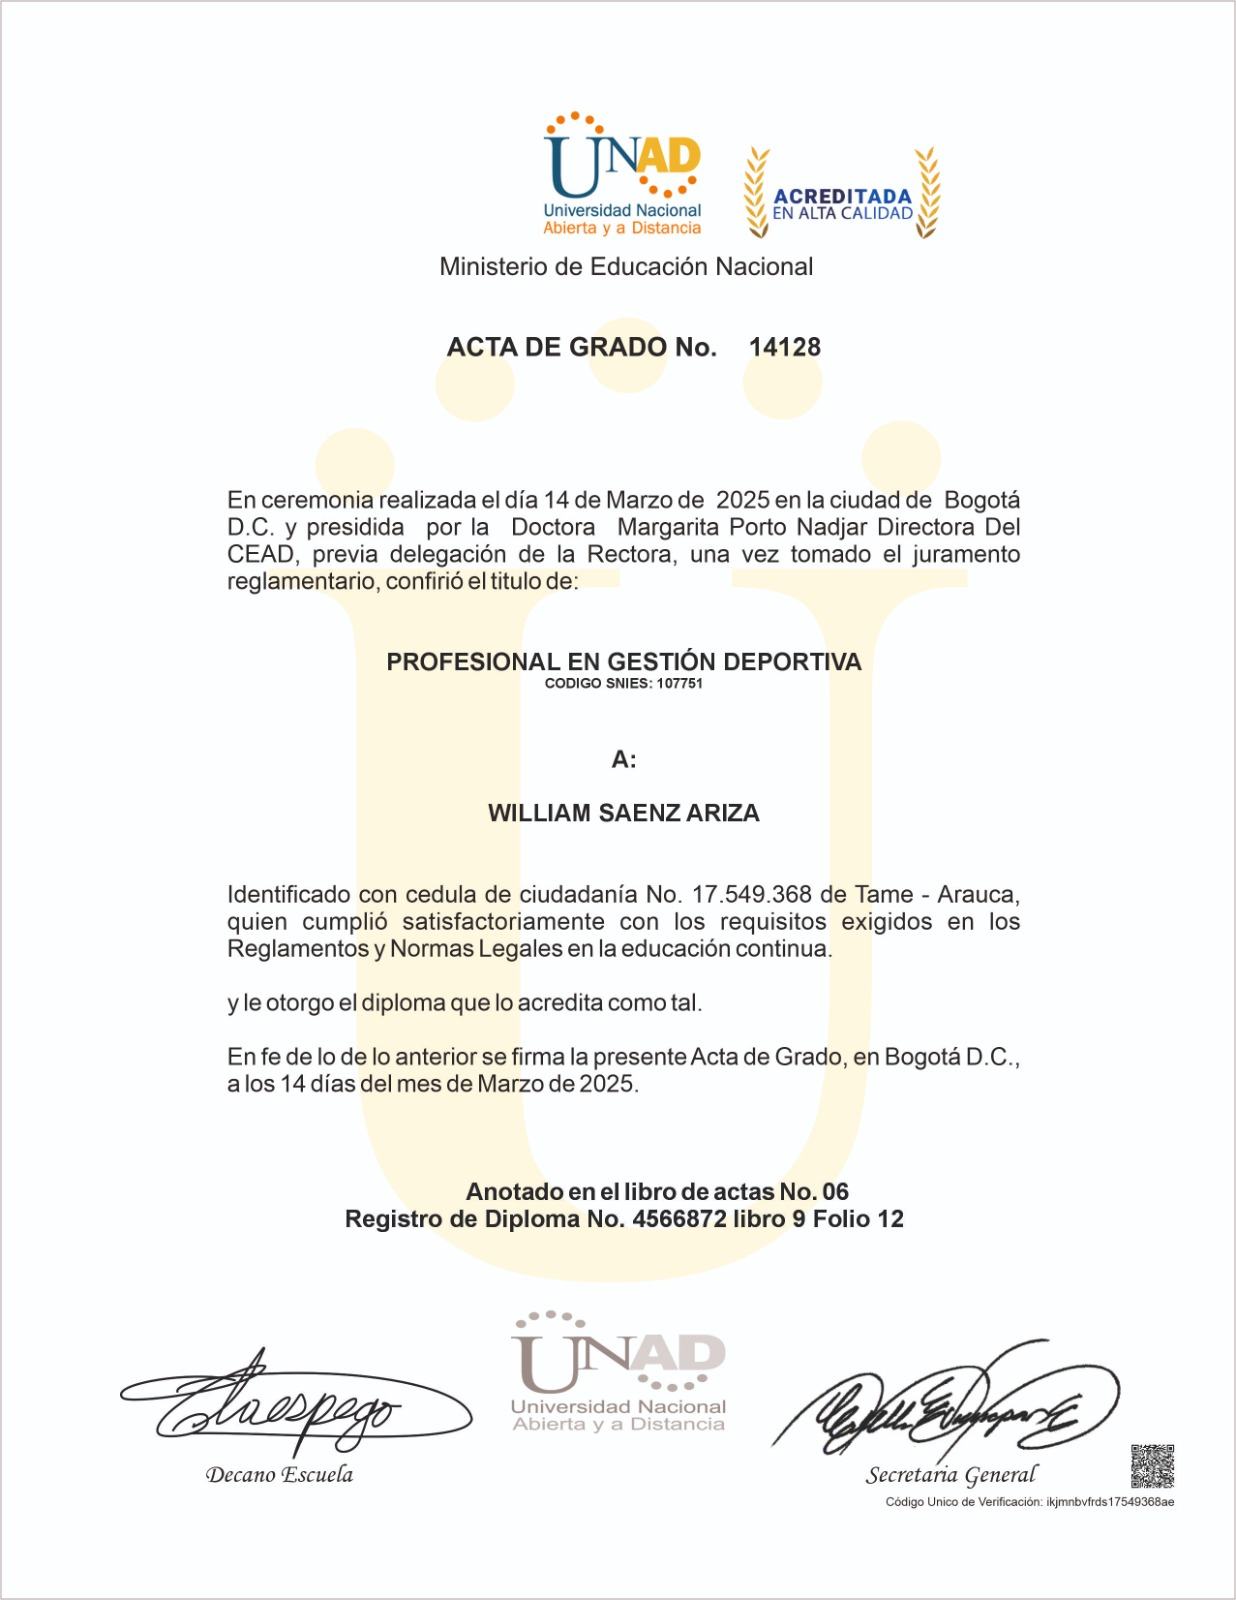 UNAD
Universidad Nacional
Abierta y a Distancia
ACREDITADA
EN ALTA CALIDAD
Ministerio de Educación Nacional
ACTA DE GRADO No. 14128
En ceremonia realizada el día 14 de Marzo de 2025 en la ciudad de Bogotá
D.C. y presidida por la Doctora Margarita Porto Nadjar Directora Del
CEAD, previa delegación de la Rectora, una vez tomado el juramento
reglamentario, confirió el titulo de:
PROFESIONAL EN GESTIÓN DEPORTIVA
CODIGO SNIES: 107751
A:
WILLIAM SAENZ ARIZA
Identificado con cedula de ciudadanía No. 17.549.368 de Tame - Arauca,
quien cumplió satisfactoriamente con los requisitos exigidos en los
Reglamentos y Normas Legales en la educación continua.
y le otorgo el diploma que lo acredita como tal.
En fe de lo de lo anterior se firma la presente Acta de Grado, en Bogotá D.C.,
a los 14 días del mes de Marzo de 2025.
Anotado en el libro de actas No. 06
Registro de Diploma No. 4566872 libro 9 Folio 12
UNAD
Universidad Nacional
Abierta y a Distancia
Decano Escuela
Secretaria General
Código Unico de Verificación: ikjmnbvfrds17549368ae